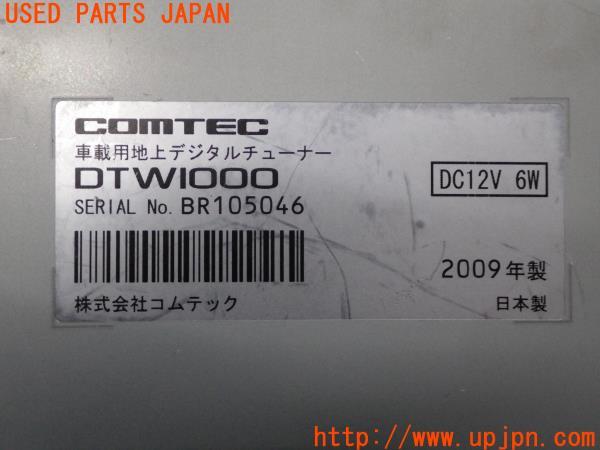 USED PARTS JAPAN
COMTEC
車載用地上デジタルチューナー
DTW1000
DC12V 6W
SERIAL No. BR105046
2009年製
株式会社コムテック
日本製
http://www.upjpn.com